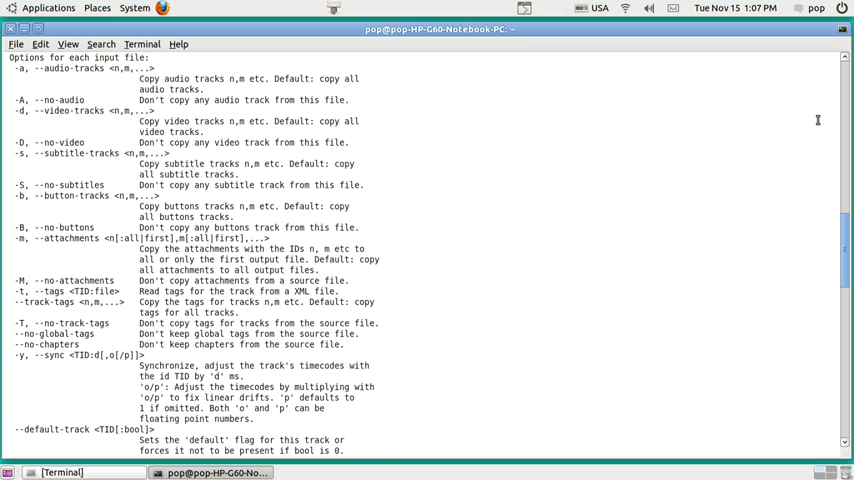 Applications Places System USA Tue Nov 15 1:07 PM pop
pop@pop-HP-G60-Notebook-PC: ~
File Edit View Search Terminal Help
Options for each input file:
-a, --audio-tracks <n,m,...>
Copy audio tracks n,m etc. Default: copy all
audio tracks.
-A, --no-audio Don't copy any audio track from this file.
-d, --video-tracks <n,m,...>
Copy video tracks n,m etc. Default: copy all
video tracks.
-D, --no-video Don't copy any video track from this file.
-s, --subtitle-tracks <n,m,...>
Copy subtitle tracks n,m etc. Default: copy
all subtitle tracks.
-S, --no-subtitles Don't copy any subtitle track from this file.
-b, --button-tracks <n,m,...>
Copy buttons tracks n,m etc. Default: copy
all buttons tracks.
-B, --no-buttons Don't copy any buttons track from this file.
-m, --attachments <n[:all|first],m[:all|first],...>
Copy the attachments with the IDs n, m etc to
all or only the first output file. Default: copy
all attachments to all output files.
-M, --no-attachments Don't copy attachments from a source file.
-t, --tags <TID:file> Read tags for the track from a XML file.
--track-tags <n,m,...> Copy the tags for tracks n,m etc. Default: copy
tags for all tracks.
-T, --no-track-tags Don't copy tags for tracks from the source file.
--no-global-tags Don't keep global tags from the source file.
--no-chapters Don't keep chapters from the source file.
-y, --sync <TID:d[,o[/p]]>
Synchronize, adjust the track's timecodes with
the id TID by 'd' ms.
'o/p': Adjust the timecodes by multiplying with
'o/p' to fix linear drifts. 'p' defaults to
1 if omitted. Both 'o' and 'p' can be
floating point numbers.
--default-track <TID[:bool]>
Sets the 'default' flag for this track or
forces it not to be present if bool is 0.
[Terminal] pop@pop-HP-G60-No...